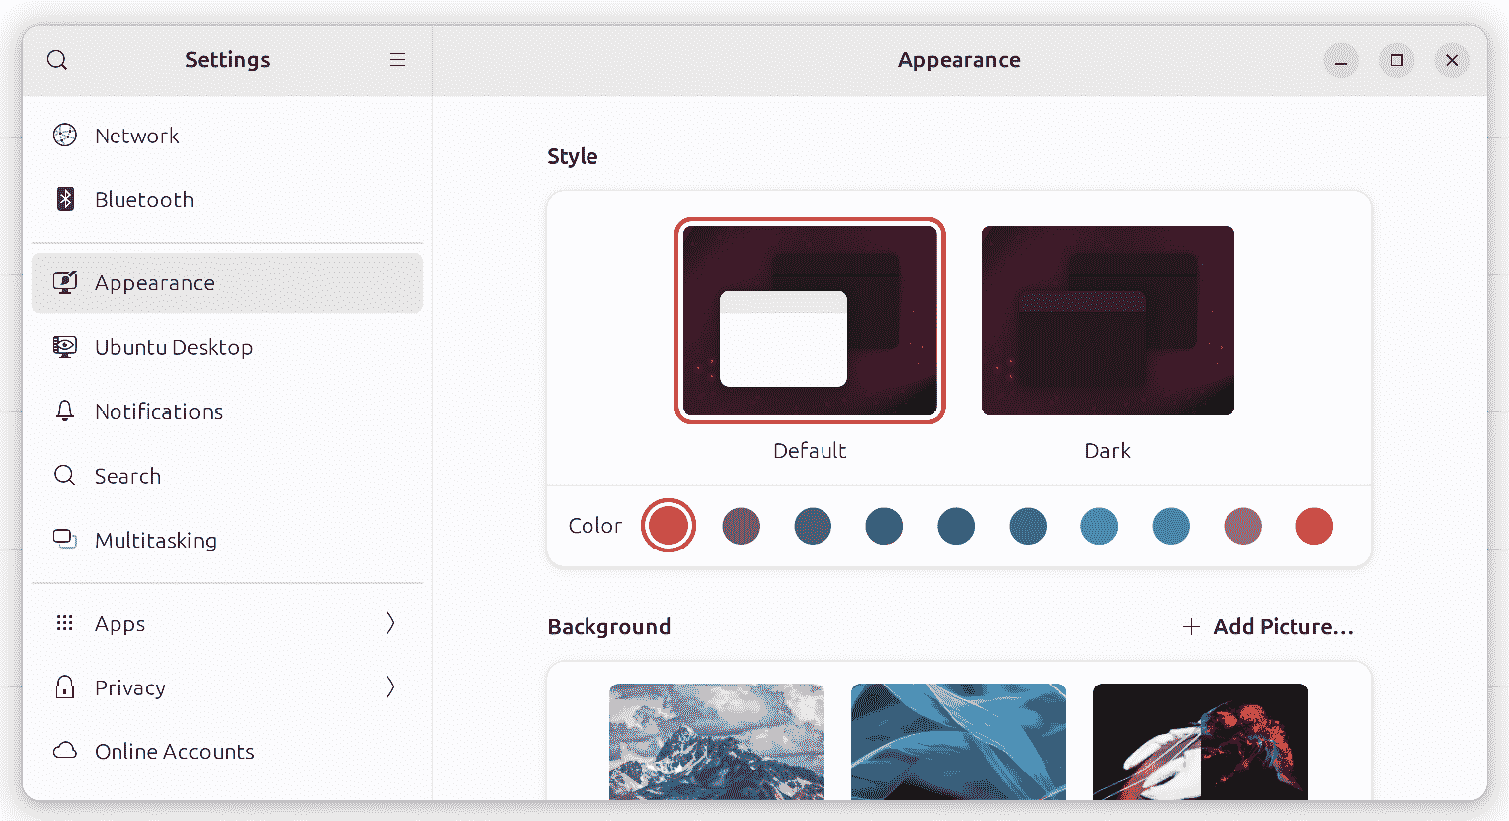 Settings
Appearance
Network
Bluetooth
Appearance
Ubuntu Desktop
Notifications
Search
Multitasking
Apps
Privacy
Online Accounts
Style
Default
Dark
Color
Background
Add Picture...